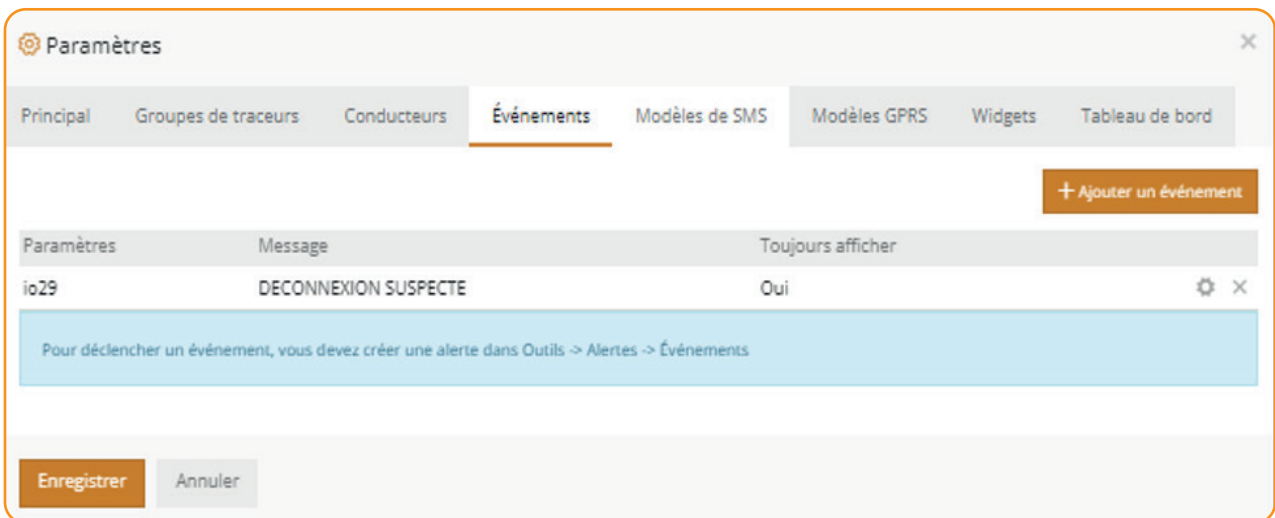 Paramètres
Principal Groupes de traceurs Conducteurs Événements Modèles de SMS Modèles GPRS Widgets Tableau de bord
+ Ajouter un événement
Paramètres Message Toujours afficher
io29 DECONNEXION SUSPECTE Oui
Pour déclencher un événement, vous devez créer une alerte dans Outils -> Alertes -> Événements
Enregistrer Annuler